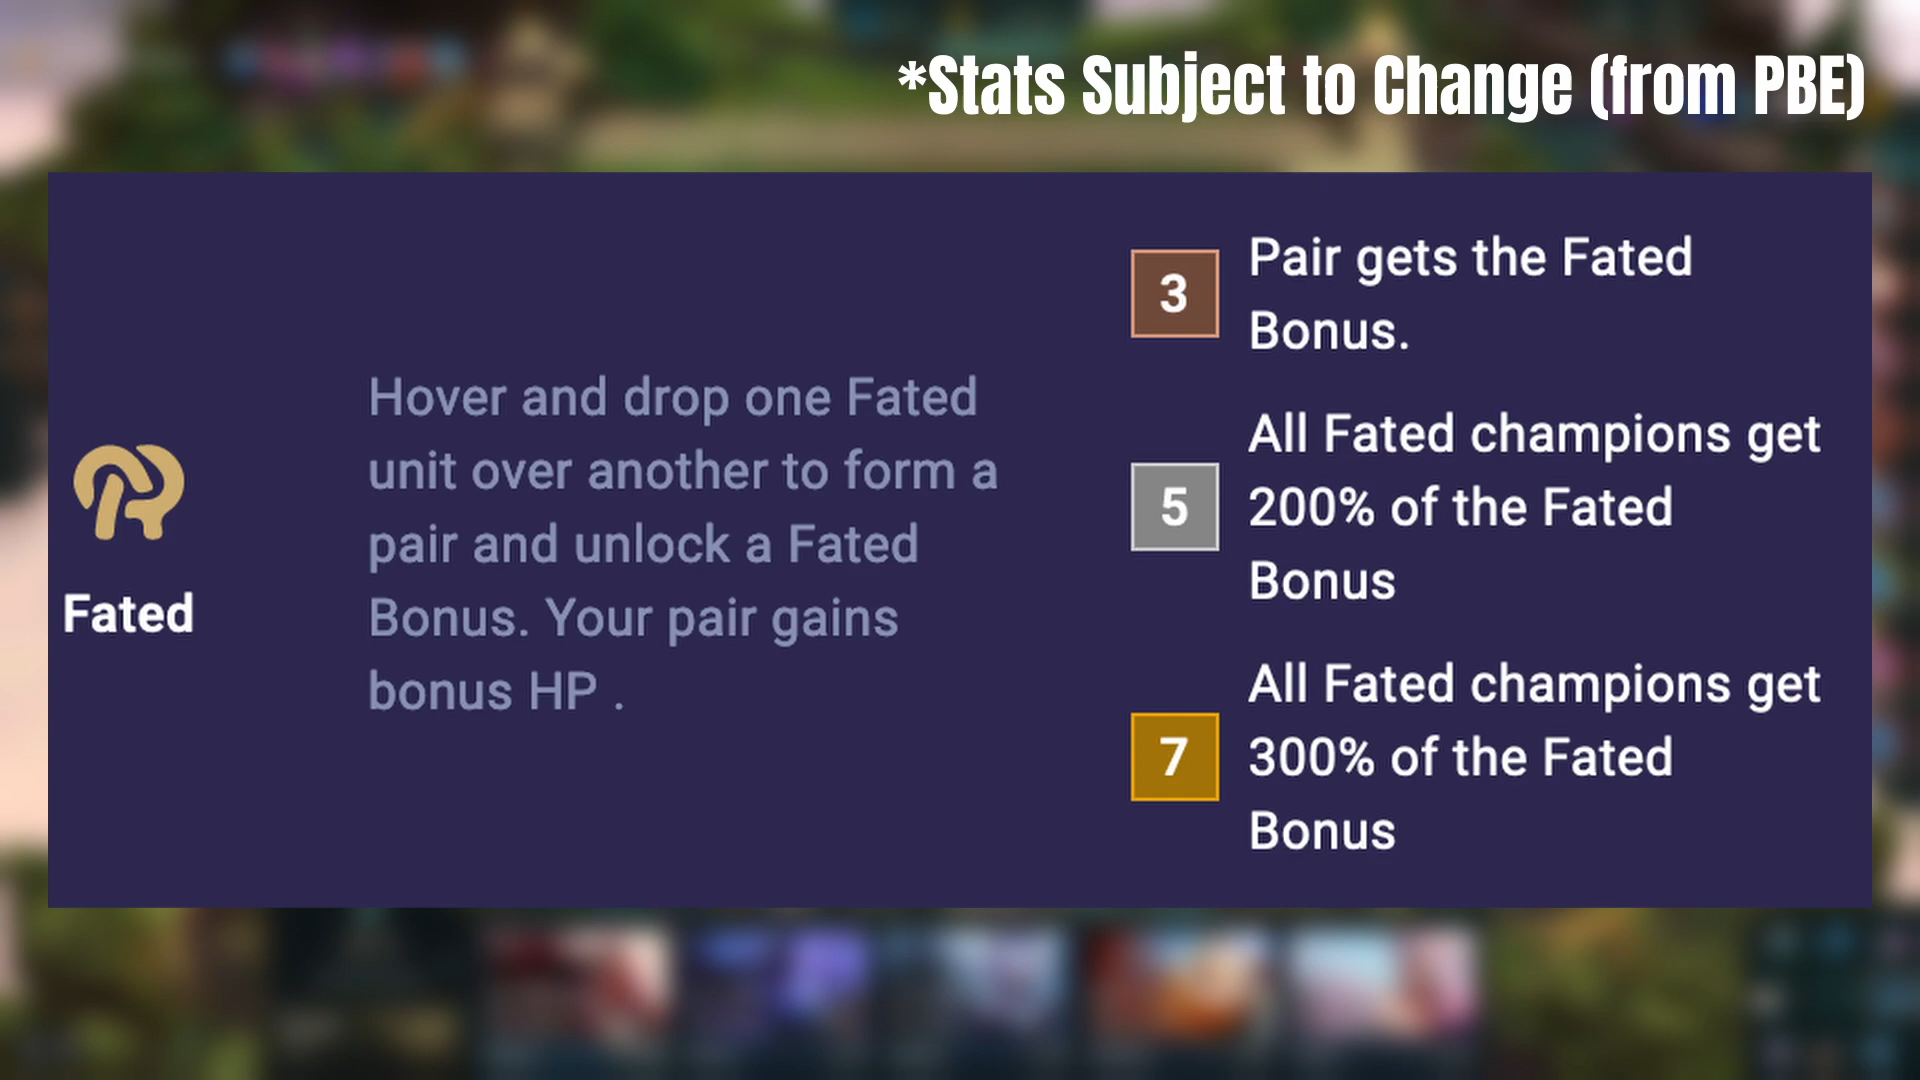 *Stats Subject to Change (from PBE)
Fated
Hover and drop one Fated
unit over another to form a
pair and unlock a Fated
Bonus. Your pair gains
bonus HP .
3
Pair gets the Fated
Bonus.
5
All Fated champions get
200% of the Fated
Bonus
7
All Fated champions get
300% of the Fated
Bonus